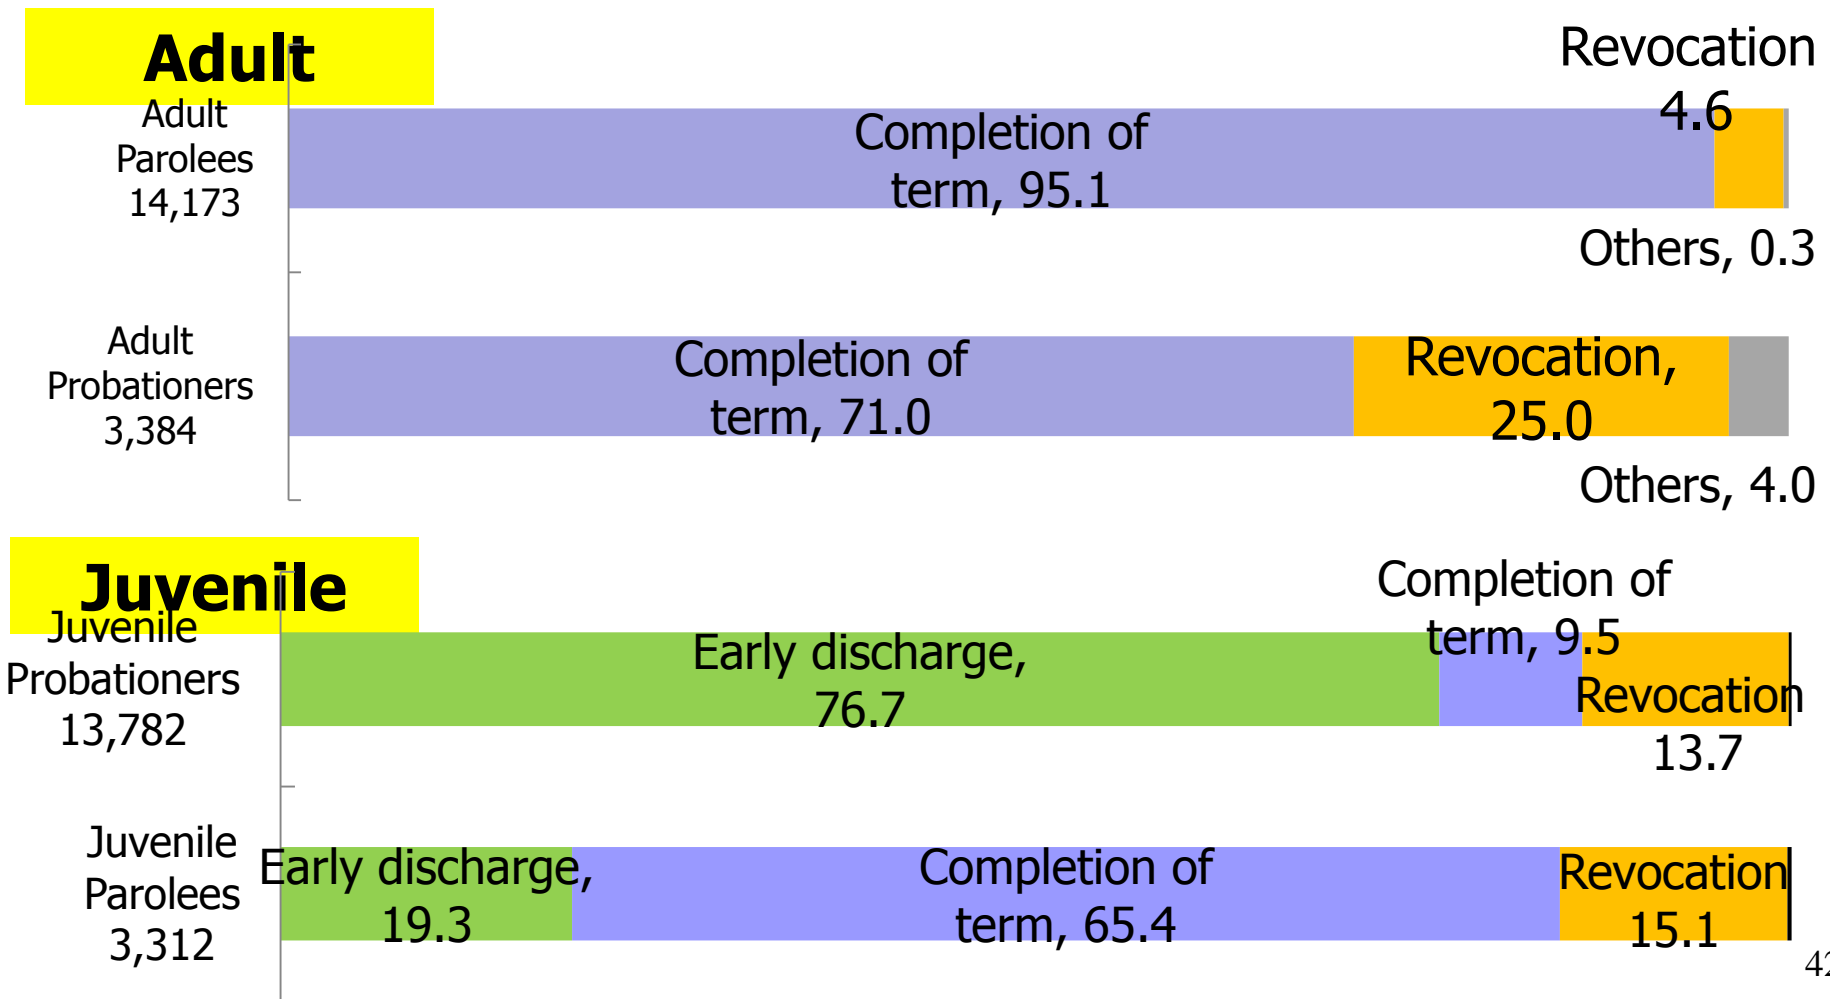 Adult
Revocation
4.6
Adult
Parolees
14,173
Completion of
term, 95.1
Others, 0.3
Adult
Probationers
3,384
Completion of
term, 71.0
Revocation,
25.0
Others, 4.0
Juvenile
Juvenile
Probationers
13,782
Early discharge,
76.7
Completion of
term, 9.5
Revocation
13.7
Juvenile
Parolees
3,312
Early discharge,
19.3
Completion of
term, 65.4
Revocation
15.1
42